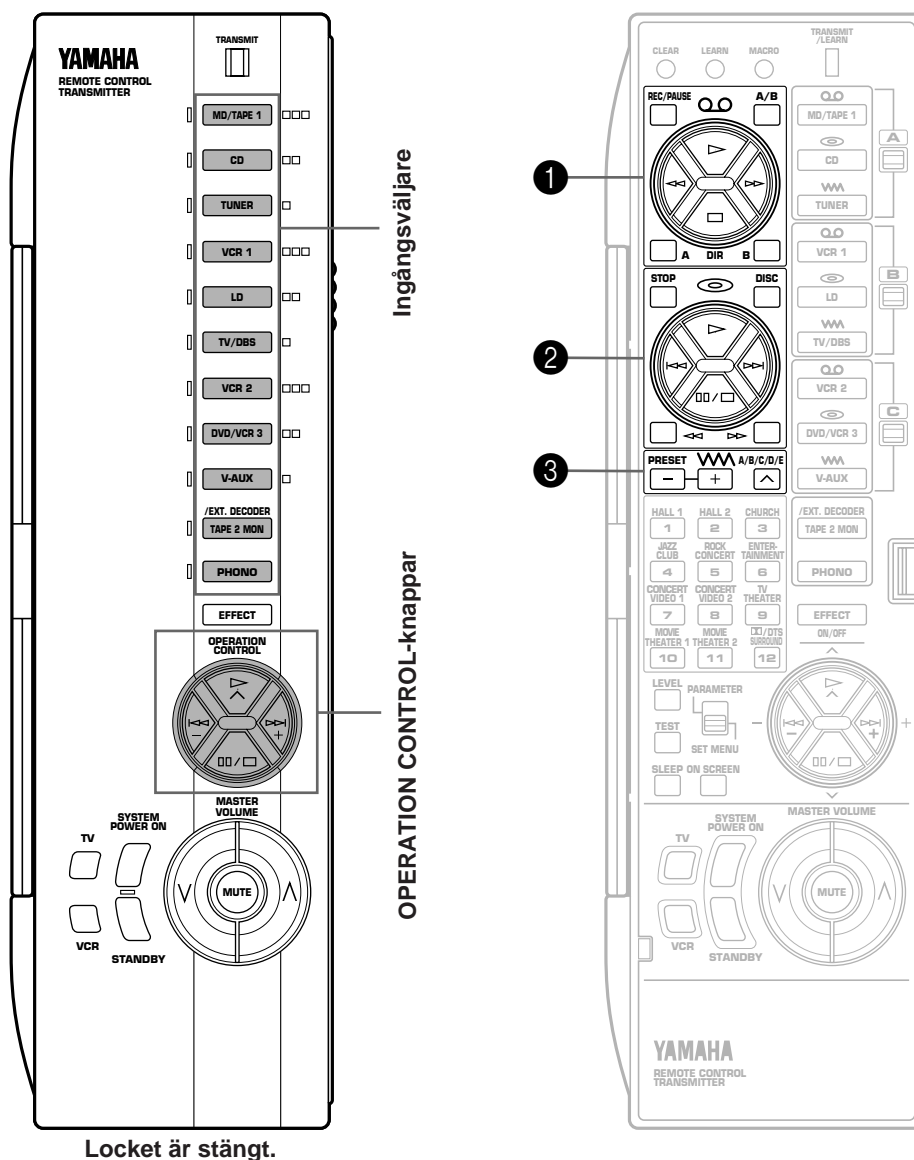 YAMAHA
REMOTE CONTROL
TRANSMITTER
TRANSMIT
MD/TAPE 1
CD
TUNER
VCR 1
LD
TV/DBS
VCR 2
DVD/VCR 3
V-AUX
/EXT. DECODER
TAPE 2 MON
PHONO
EFFECT
OPERATION
CONTROL
–
+
MASTER
VOLUME
SYSTEM
POWER ON
TV
MUTE
VCR
STANDBY
Locket är stängt.
Ingångsväljare
OPERATION CONTROL-knappar
TRANSMIT
/LEARN
CLEAR
LEARN
MACRO
1
REC/PAUSE
A/B
A
DIR
B
2
STOP
DISC
3
PRESET
A/B/C/D/E
–
+
MD/TAPE 1
CD
TUNER
A
VCR 1
LD
TV/DBS
B
VCR 2
DVD/VCR 3
V-AUX
C
/EXT. DECODER
TAPE 2 MON
PHONO
EFFECT
ON/OFF
HALL 1
1
HALL 2
2
CHURCH
3
JAZZ
CLUB
4
ROCK
CONCERT
5
ENTER-
TAINMENT
6
CONCERT
VIDEO 1
7
CONCERT
VIDEO 2
8
TV
THEATER
9
MOVIE
THEATER 1
10
MOVIE
THEATER 2
11
/DTS
SURROUND
12
LEVEL
PARAMETER
TEST
SET MENU
SLEEP
ON SCREEN
–
–
+
+
MASTER VOLUME
SYSTEM
POWER ON
TV
MUTE
VCR
STANDBY
YAMAHA
REMOTE CONTROL
TRANSMITTER